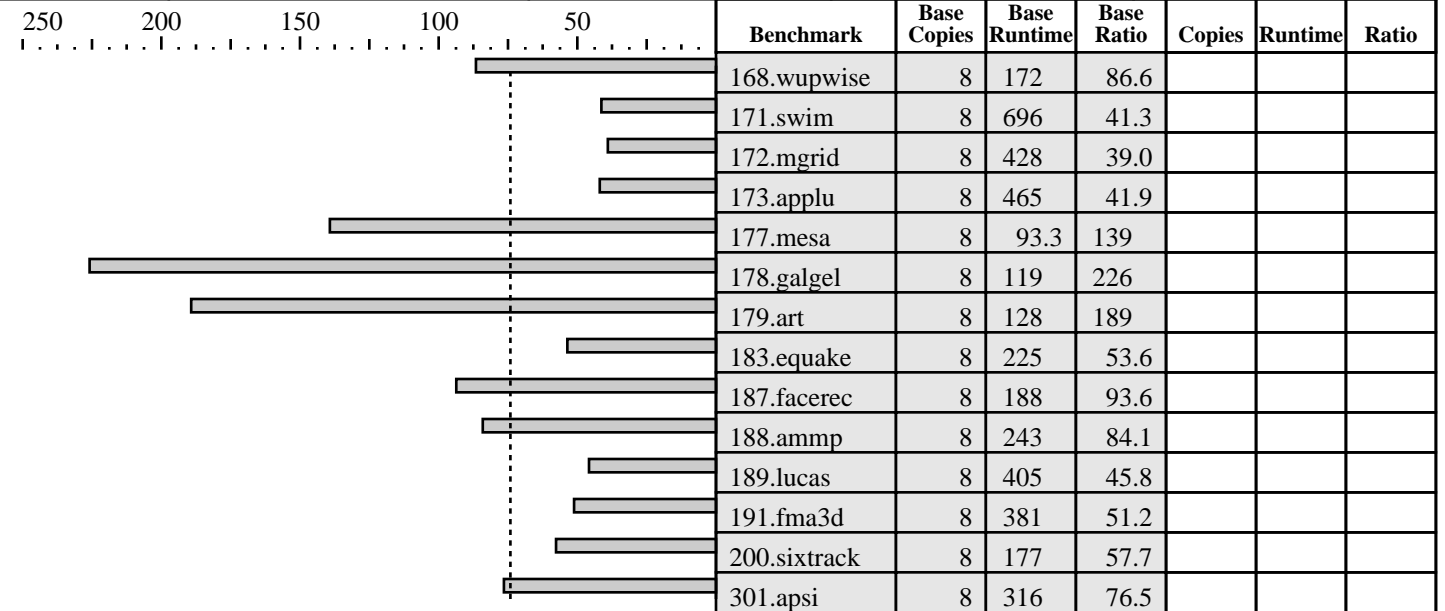 250 200 150 100 50
Benchmark Base Copies Base Runtime Base Ratio Copies Runtime Ratio
168.wupwise 8 172 86.6
171.swim 8 696 41.3
172.mgrid 8 428 39.0
173.applu 8 465 41.9
177.mesa 8 93.3 139
178.galgel 8 119 226
179.art 8 128 189
183.equake 8 225 53.6
187.facerec 8 188 93.6
188.ammp 8 243 84.1
189.lucas 8 405 45.8
191.fma3d 8 381 51.2
200.sixtrack 8 177 57.7
301.apsi 8 316 76.5